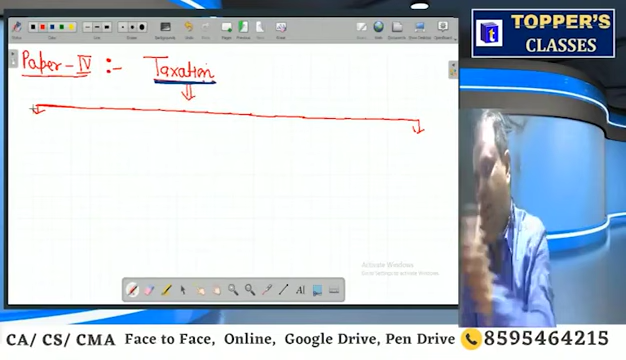 TOPPER'S
CLASSES
Paper - IV :- Taxation
Activate Windows
CA/ CS/ CMA Face to Face, Online, Google Drive, Pen Drive 8595464215